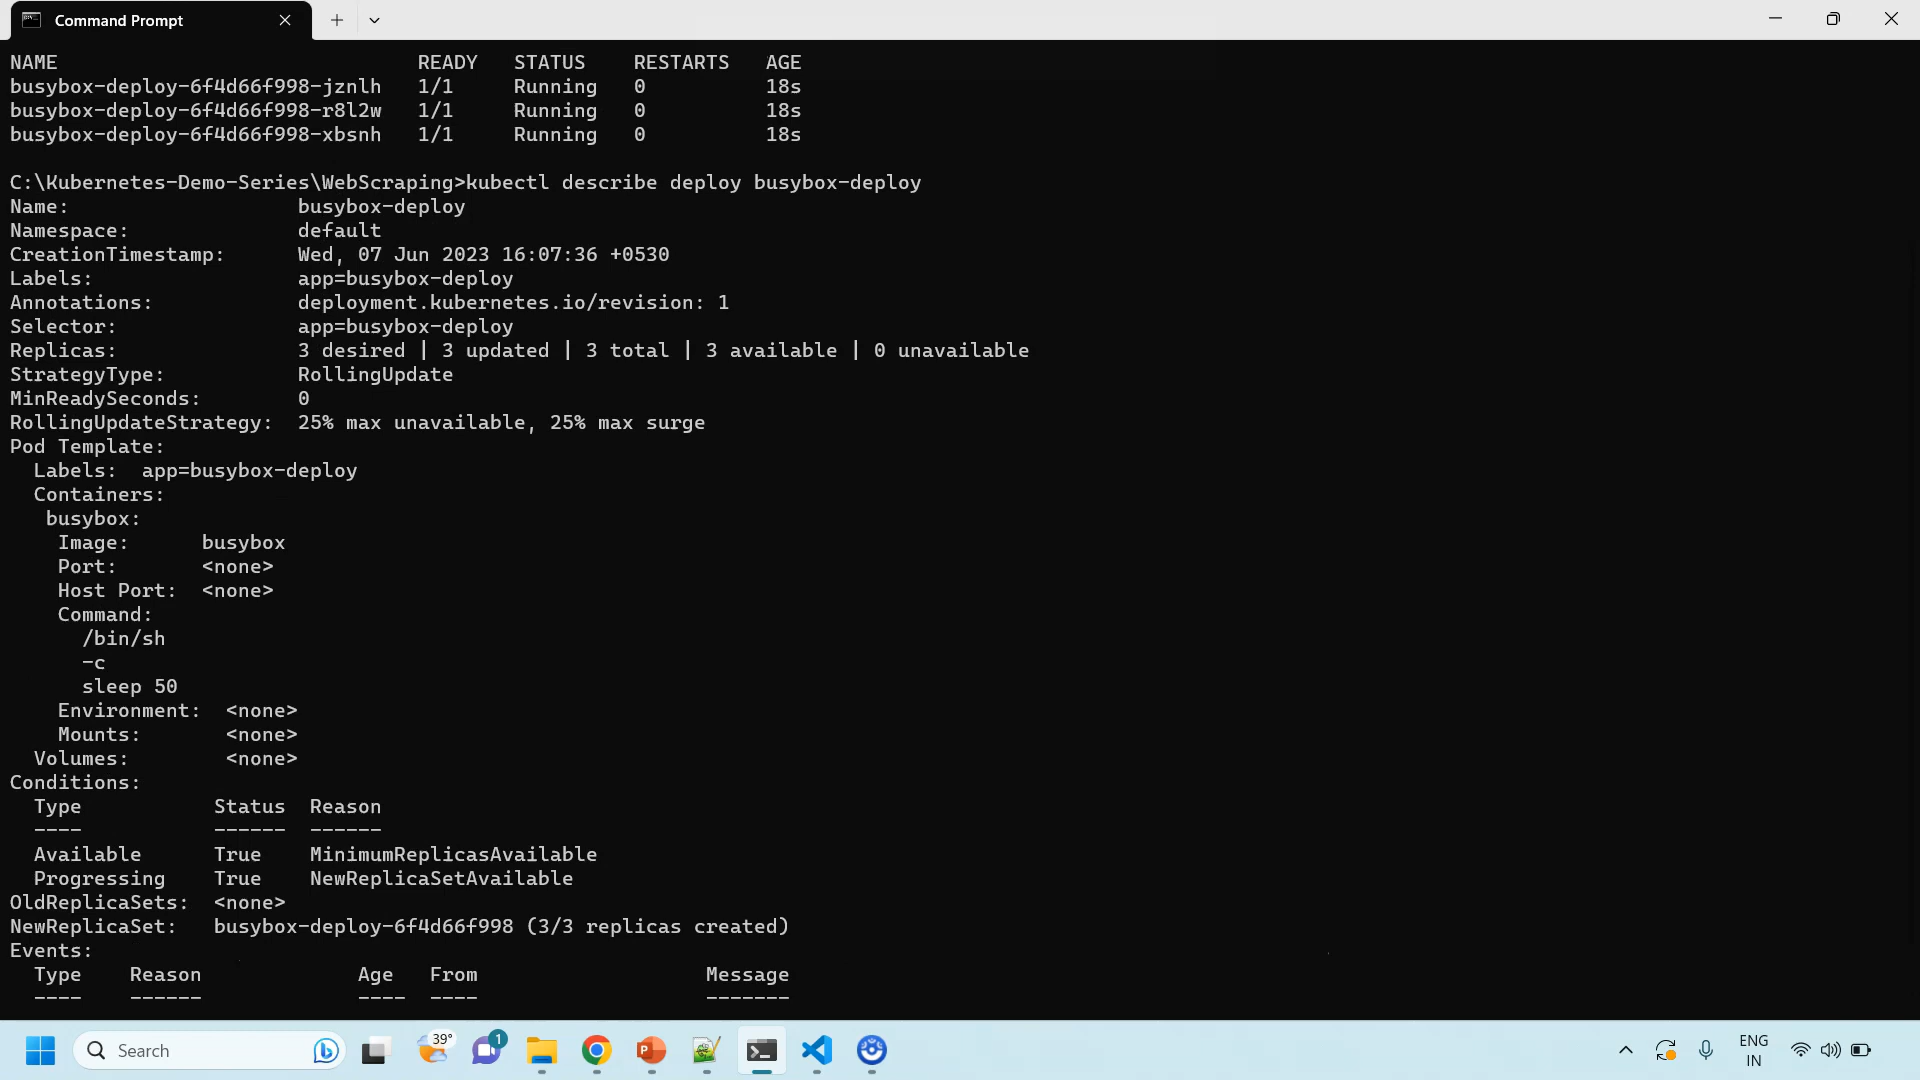 Command Prompt
NAME READY STATUS RESTARTS AGE
busybox-deploy-6f4d66f998-jznlh 1/1 Running 0 18s
busybox-deploy-6f4d66f998-r8l2w 1/1 Running 0 18s
busybox-deploy-6f4d66f998-xbsnh 1/1 Running 0 18s
C:\Kubernetes-Demo-Series\WebScraping>kubectl describe deploy busybox-deploy
Name: busybox-deploy
Namespace: default
CreationTimestamp: Wed, 07 Jun 2023 16:07:36 +0530
Labels: app=busybox-deploy
Annotations: deployment.kubernetes.io/revision: 1
Selector: app=busybox-deploy
Replicas: 3 desired | 3 updated | 3 total | 3 available | 0 unavailable
StrategyType: RollingUpdate
MinReadySeconds: 0
RollingUpdateStrategy: 25% max unavailable, 25% max surge
Pod Template:
Labels: app=busybox-deploy
Containers:
busybox:
Image: busybox
Port: <none>
Host Port: <none>
Command:
/bin/sh
-c
sleep 50
Environment: <none>
Mounts: <none>
Volumes: <none>
Conditions:
Type Status Reason
---- ------ ------
Available True MinimumReplicasAvailable
Progressing True NewReplicaSetAvailable
OldReplicaSets: <none>
NewReplicaSet: busybox-deploy-6f4d66f998 (3/3 replicas created)
Events:
Type Reason Age From Message
---- ------ ---- ---- -------
Search 39° 1 P ENG
IN